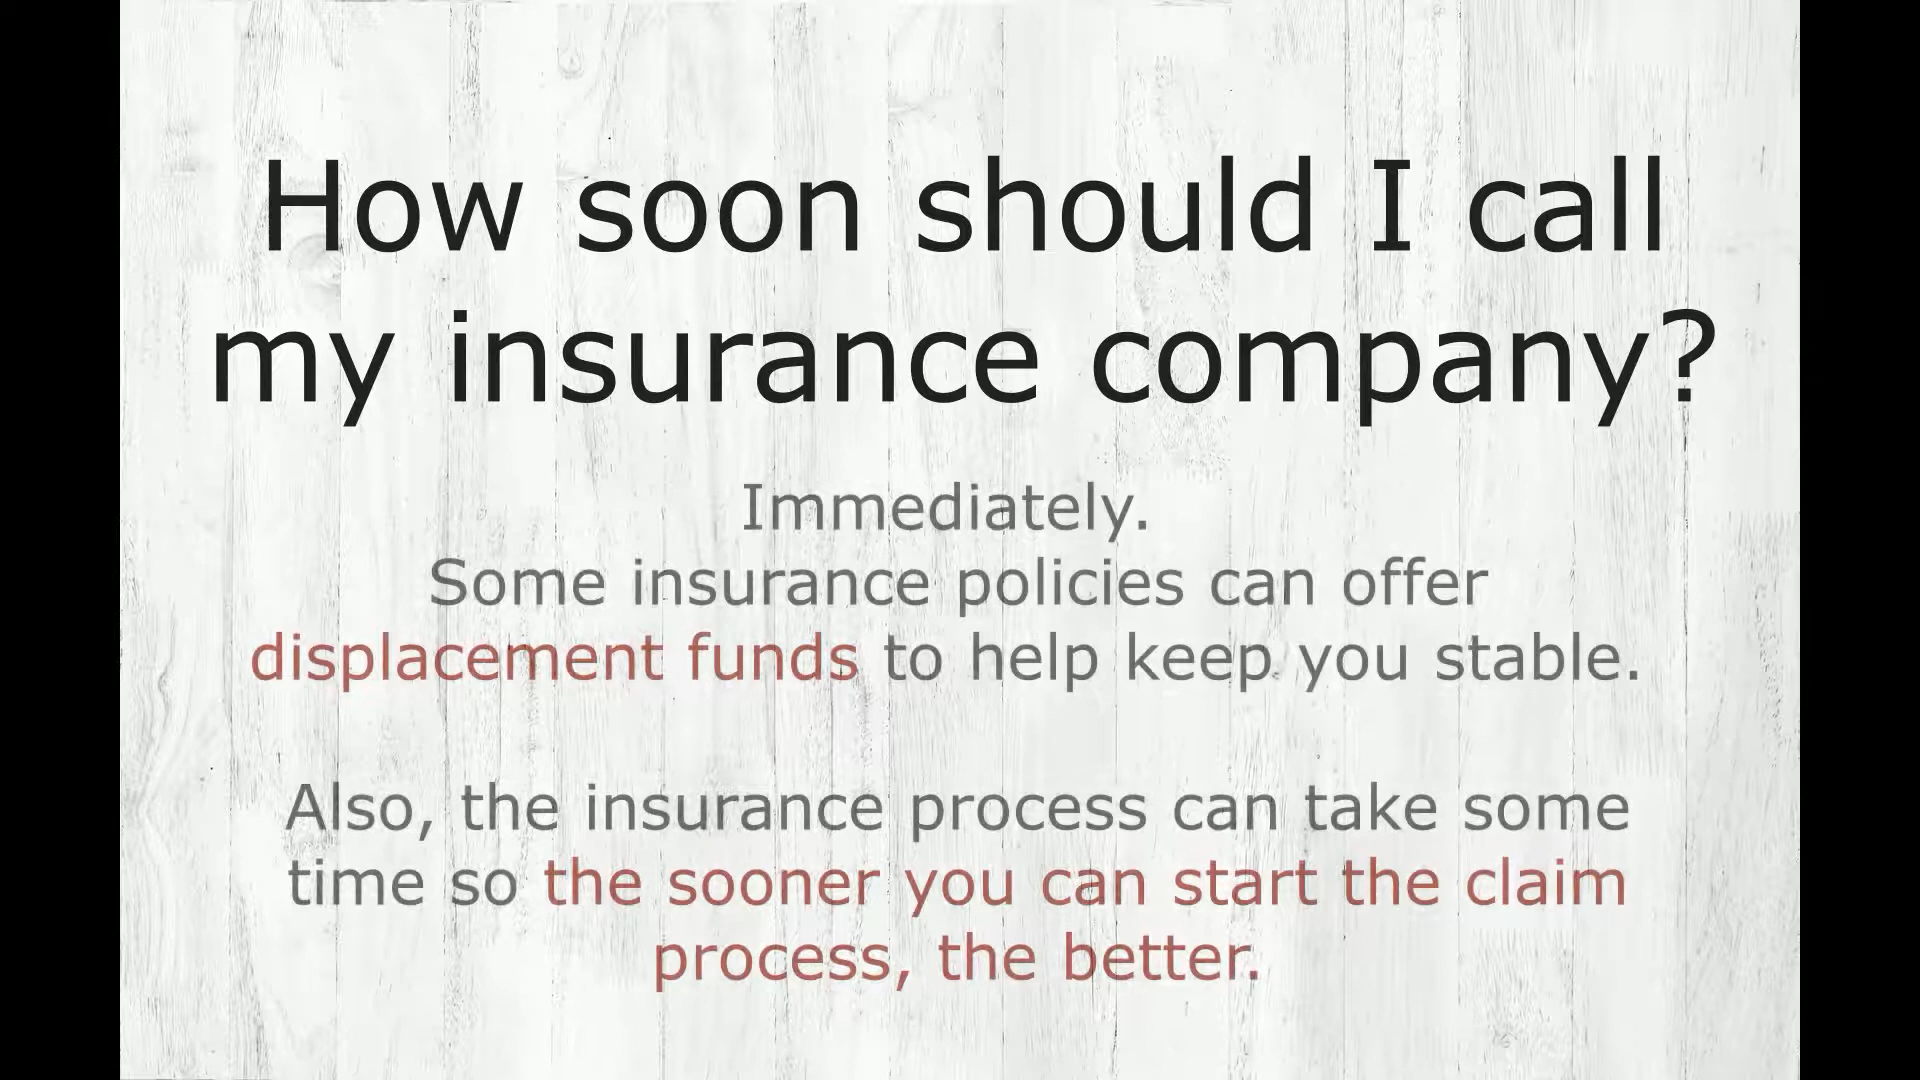 How soon should I call
my insurance company?
Immediately.
Some insurance policies can offer
displacement funds to help keep you stable.
Also, the insurance process can take some
time so the sooner you can start the claim
process, the better.